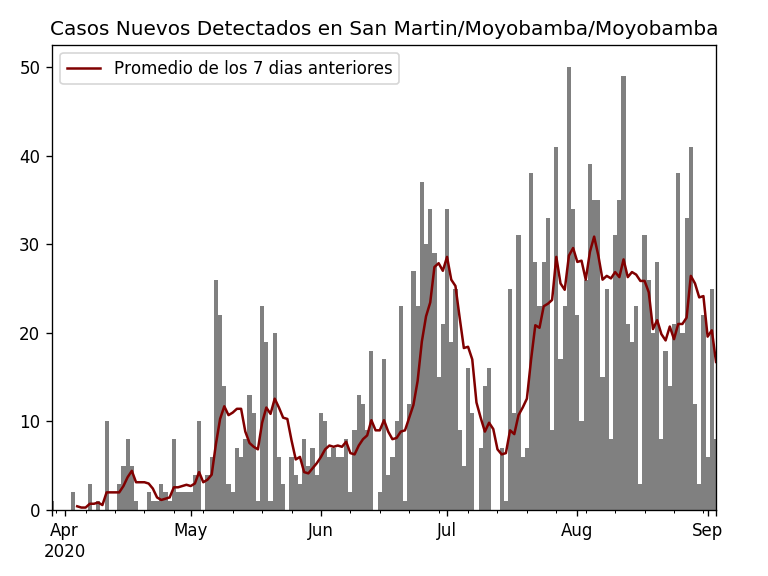 Casos Nuevos Detectados en San Martin/Moyobamba/Moyobamba
Promedio de los 7 dias anteriores
50
40
30
20
10
0
Apr May Jun Jul Aug Sep
2020